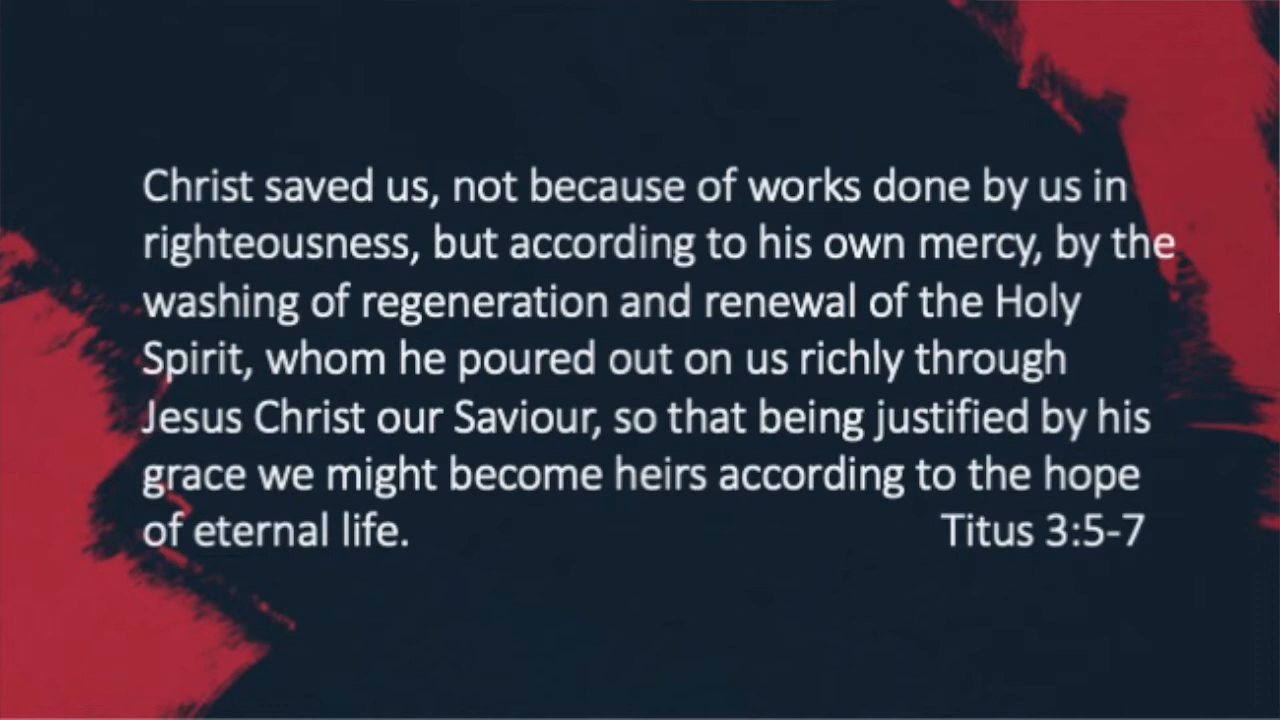 Christ saved us, not because of works done by us in
righteousness, but according to his own mercy, by the
washing of regeneration and renewal of the Holy
Spirit, whom he poured out on us richly through
Jesus Christ our Saviour, so that being justified by his
grace we might become heirs according to the hope
of eternal life. Titus 3:5-7